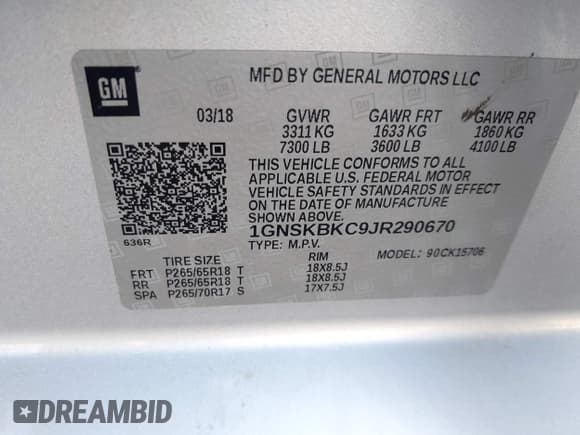 GM
MFD BY GENERAL MOTORS LLC
03/18 GVWR GAWR FRT GAWR RR
3311 KG 1633 KG 1860 KG
7300 LB 3600 LB 4100 LB
THIS VEHICLE CONFORMS TO ALL
APPLICABLE U.S. FEDERAL MOTOR
VEHICLE SAFETY STANDARDS IN EFFECT
ON THE DATE OF MANUFACTURE
SHOWN ABOVE.
1GNSKBKC9JR290670
636R
TYPE: M.P.V. MODEL: 90CK15706
TIRE SIZE RIM
FRT P265/65R18 T 18X8.5J
RR P265/65R18 T 18X8.5J
SPA P265/70R17 S 17X7.5J
DREAMBID